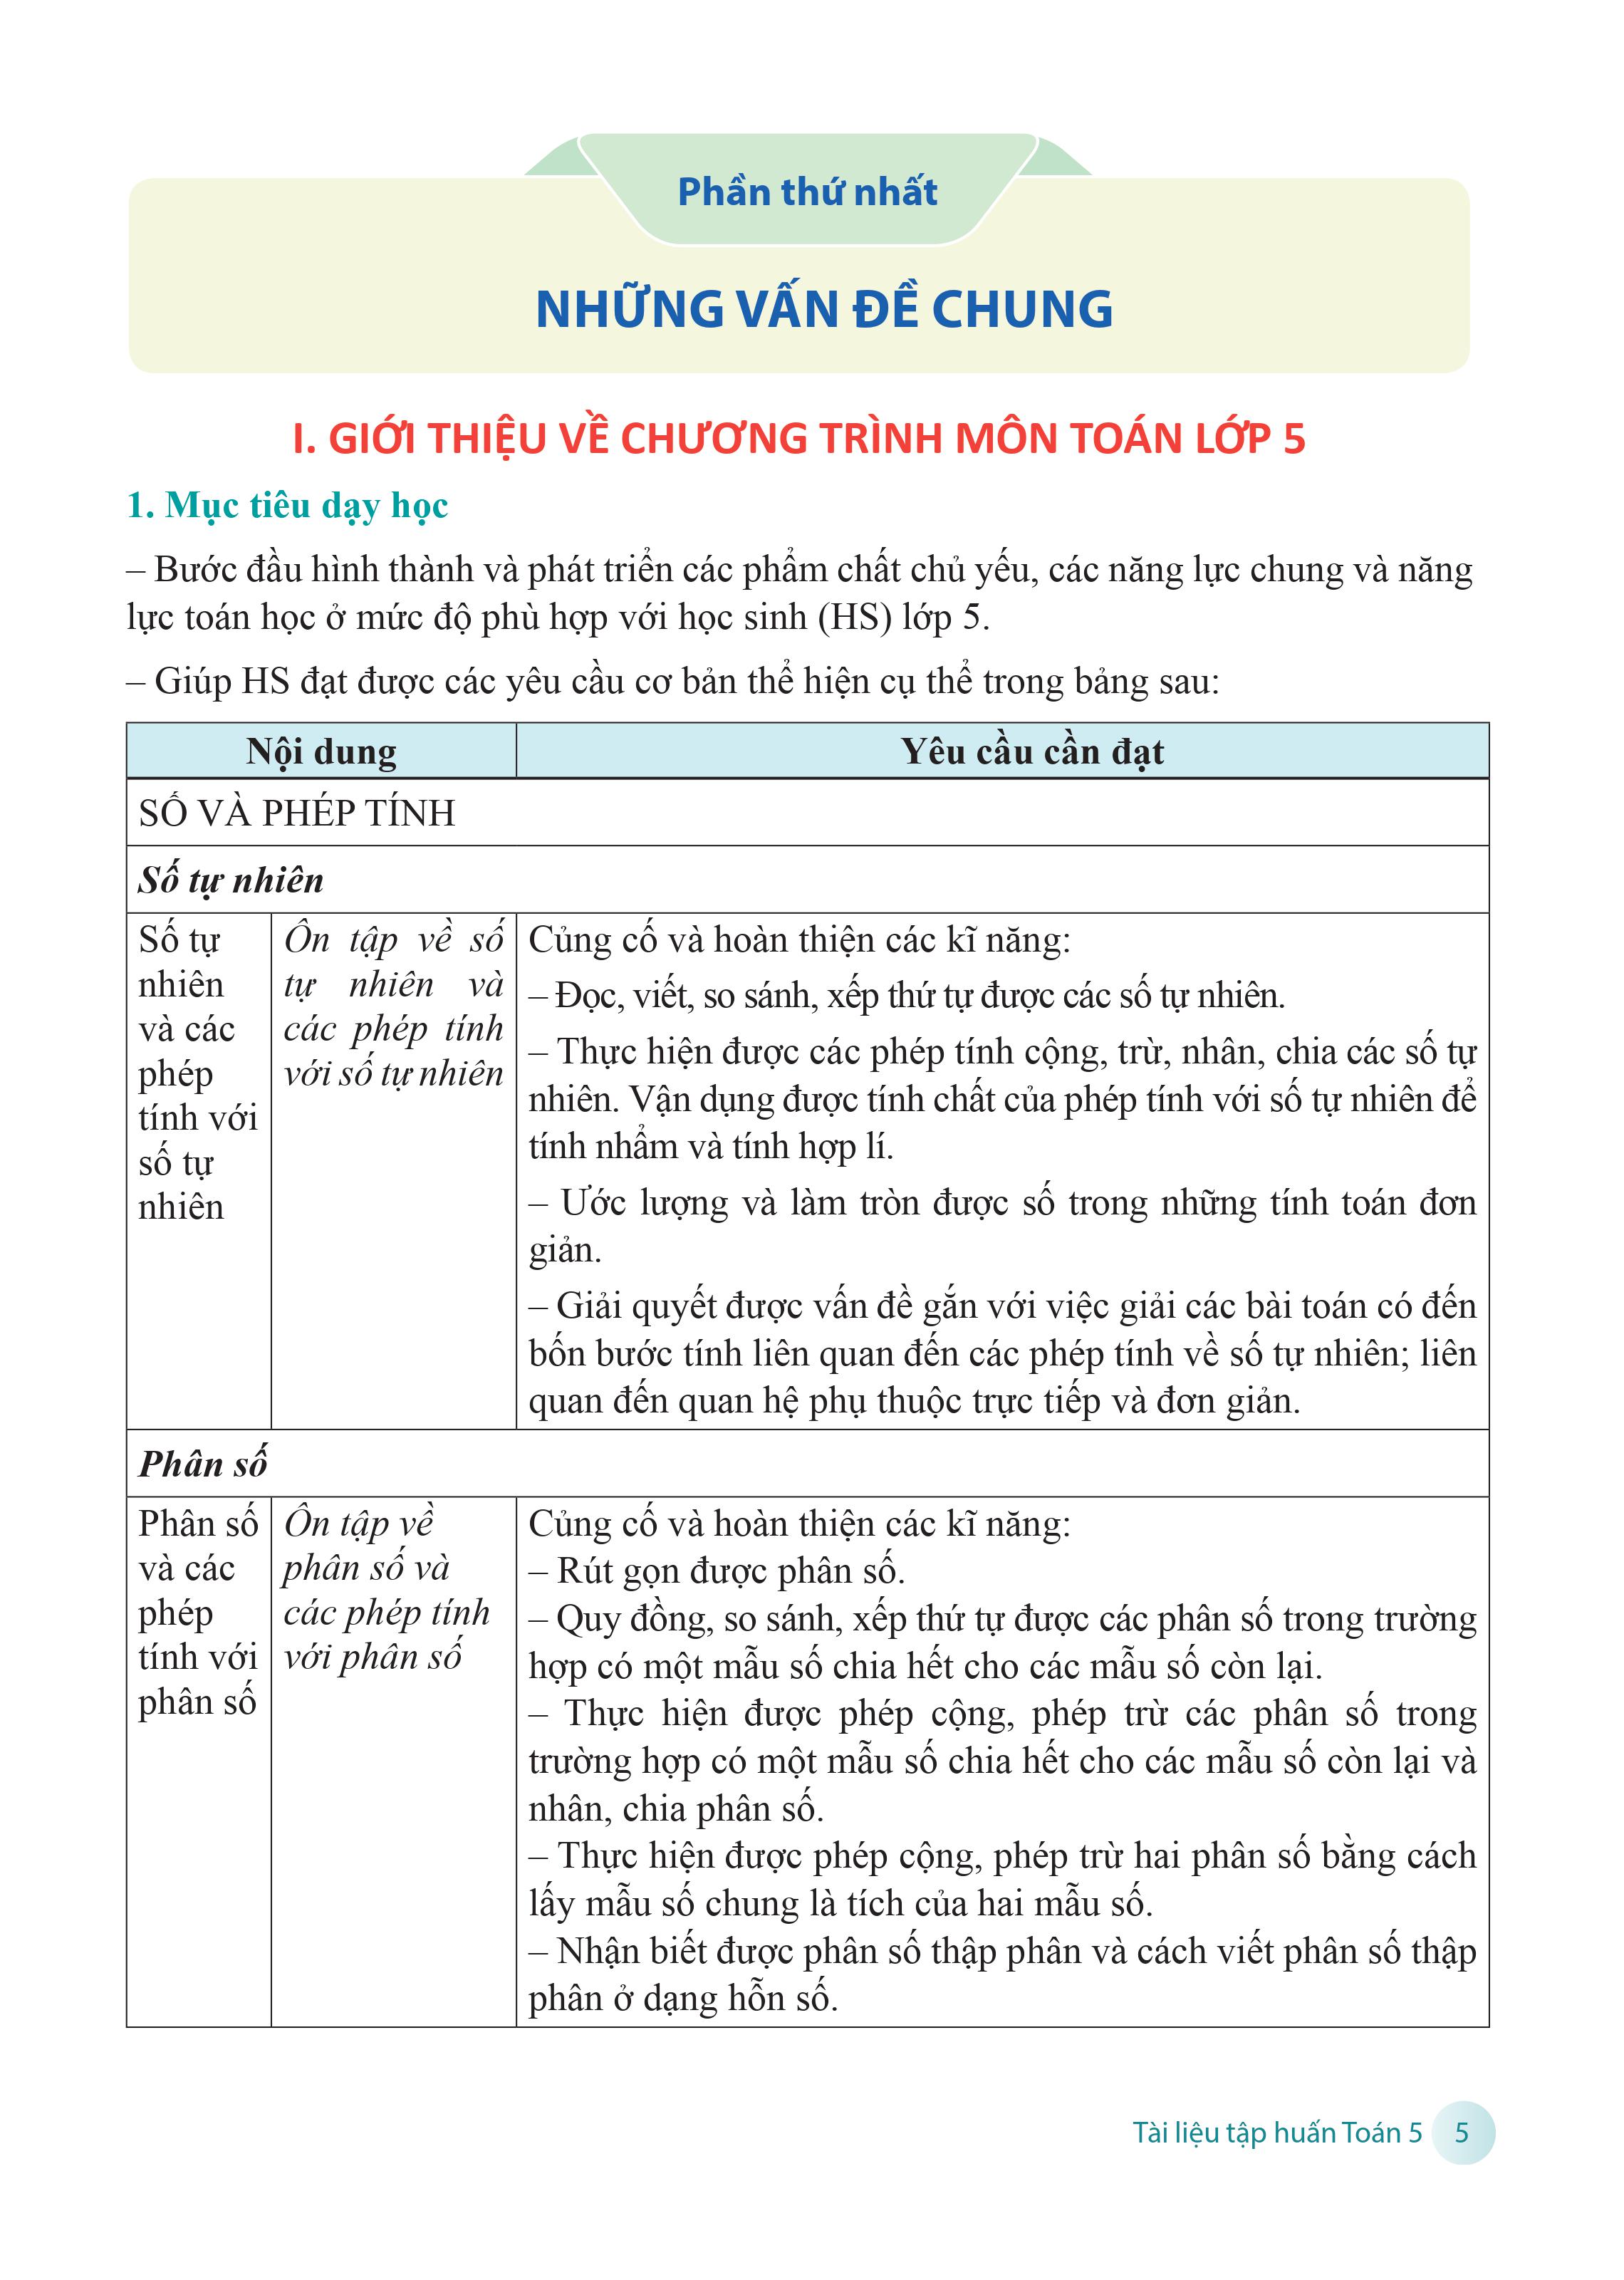 Phần thứ nhất
NHỮNG VẤN ĐỀ CHUNG
I. GIỚI THIỆU VỀ CHƯƠNG TRÌNH MÔN TOÁN LỚP 5
1. Mục tiêu dạy học
– Bước đầu hình thành và phát triển các phẩm chất chủ yếu, các năng lực chung và năng
lực toán học ở mức độ phù hợp với học sinh (HS) lớp 5.
– Giúp HS đạt được các yêu cầu cơ bản thể hiện cụ thể trong bảng sau:
Nội dung
Yêu cầu cần đạt
SỐ VÀ PHÉP TÍNH
Số tự nhiên
Số tự
nhiên
và các
phép
tính với
số tự
nhiên
Ôn tập về số
tự nhiên và
các phép tính
với số tự nhiên
Củng cố và hoàn thiện các kĩ năng:
– Đọc, viết, so sánh, xếp thứ tự được các số tự nhiên.
– Thực hiện được các phép tính cộng, trừ, nhân, chia các số tự
nhiên. Vận dụng được tính chất của phép tính với số tự nhiên để
tính nhẩm và tính hợp lí.
– Ước lượng và làm tròn được số trong những tính toán đơn
giản.
– Giải quyết được vấn đề gắn với việc giải các bài toán có đến
bốn bước tính liên quan đến các phép tính về số tự nhiên; liên
quan đến quan hệ phụ thuộc trực tiếp và đơn giản.
Phân số
Phân số
và các
phép
tính với
phân số
Ôn tập về
phân số và
các phép tính
với phân số
Củng cố và hoàn thiện các kĩ năng:
– Rút gọn được phân số.
– Quy đồng, so sánh, xếp thứ tự được các phân số trong trường
hợp có một mẫu số chia hết cho các mẫu số còn lại.
– Thực hiện được phép cộng, phép trừ các phân số trong
trường hợp có một mẫu số chia hết cho các mẫu số còn lại và
nhân, chia phân số.
– Thực hiện được phép cộng, phép trừ hai phân số bằng cách
lấy mẫu số chung là tích của hai mẫu số.
– Nhận biết được phân số thập phân và cách viết phân số thập
phân ở dạng hỗn số.
Tài liệu tập huấn Toán 5 5